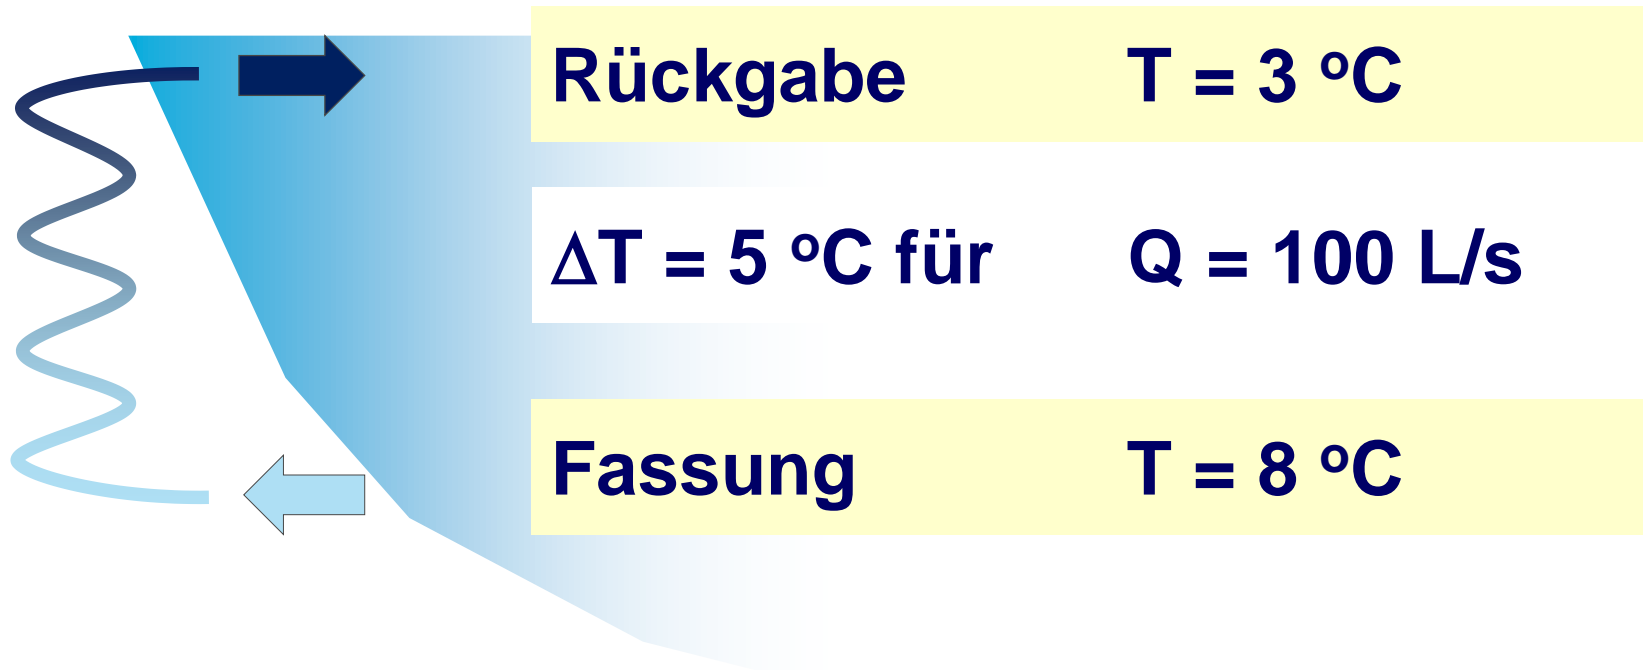 Rückgabe T = 3 °C
ΔT = 5 °C für Q = 100 L/s
Fassung T = 8 °C